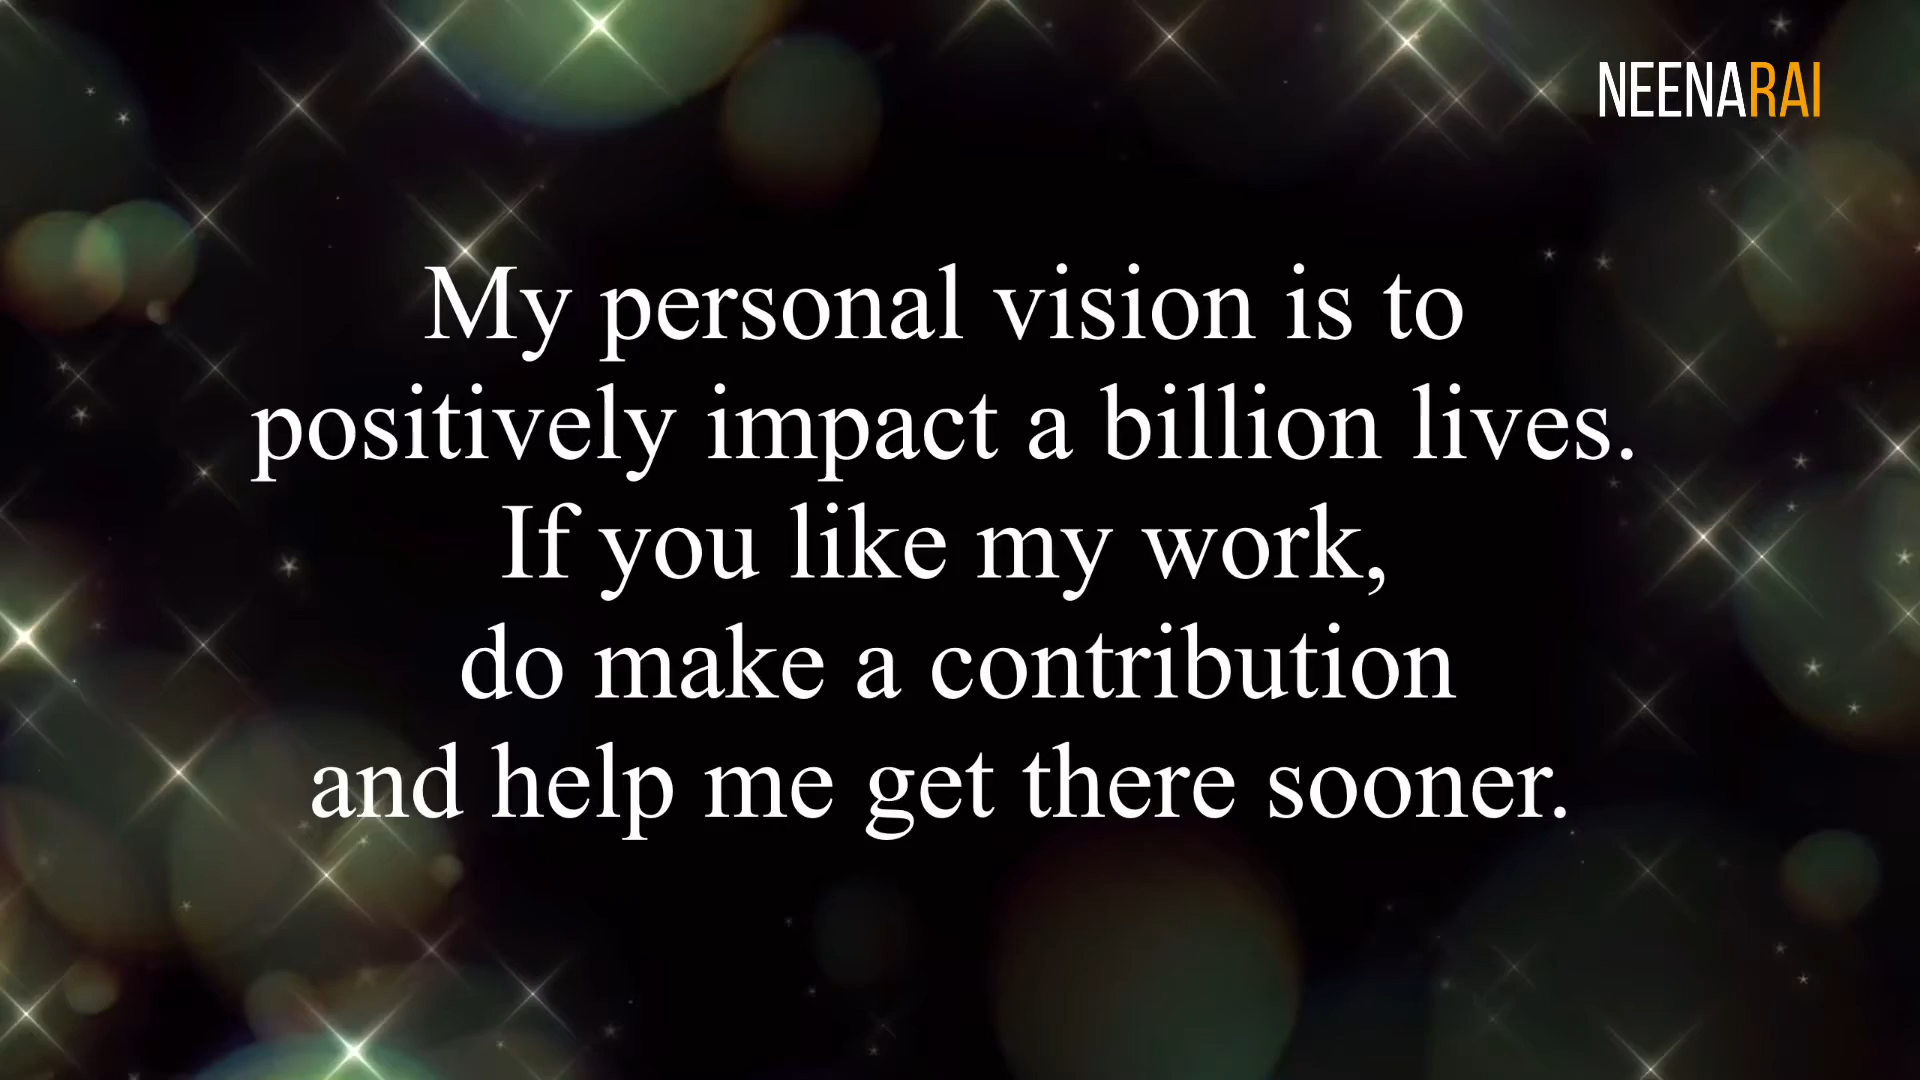 NEENARAI
My personal vision is to
positively impact a billion lives.
If you like my work,
do make a contribution
and help me get there sooner.